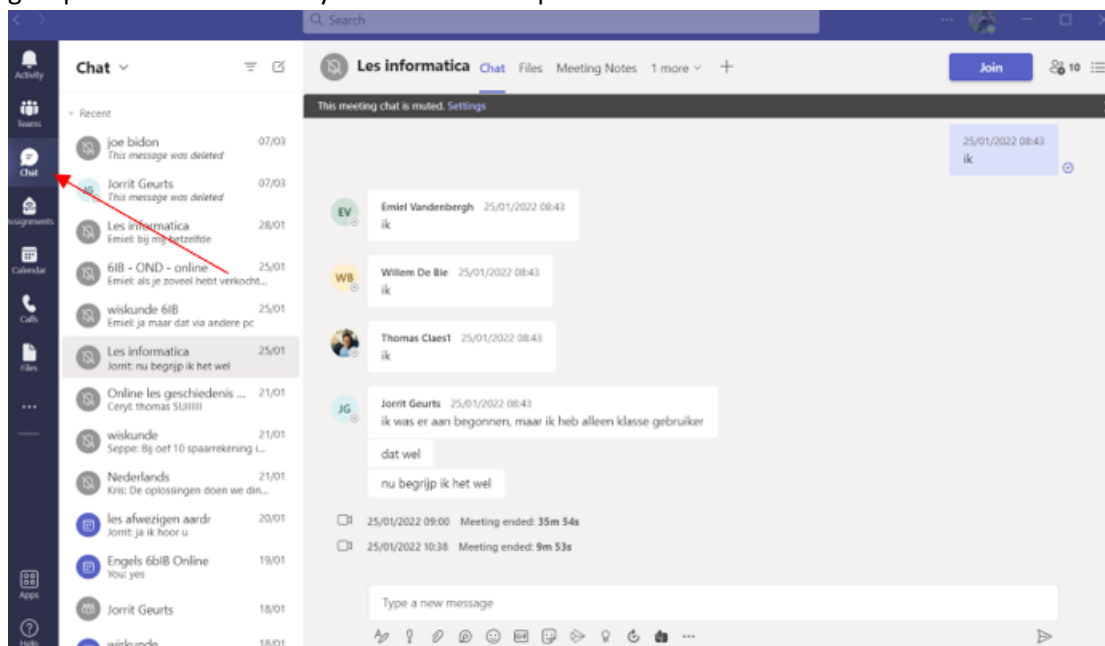 Search
Activity
Teams
Chat
Assignments
Calendar
Calls
Files
Apps
Help
Chat
Recent
joe bidon 07/03
This message was deleted
JG
Jorrit Geurts 07/03
This message was deleted
Les informatica 28/01
Emiel: bij mij hetzelfde
6IB - OND - online 25/01
Emiel: als je zoveel hebt verkocht...
wiskunde 6IB 25/01
Emiel: ja maar dat via andere pc
Les informatica 25/01
Jorrit: nu begrijp ik het wel
Online les geschiedenis ... 21/01
Ceryl: thomas SUIIIII
wiskunde 21/01
Seppe: Bij oef 10 spaarrekening i...
Nederlands 21/01
Kris: De oplossingen doen we din...
les afwezigen aardr 20/01
Jorrit: ja ik hoor u
Engels 6bIB Online 19/01
You: yes
Jorrit Geurts 18/01
wiskunde 18/01
Les informatica Chat Files Meeting Notes 1 more +
Join
10
This meeting chat is muted. Settings
25/01/2022 08:43
ik
EV
Emiel Vandenbergh 25/01/2022 08:43
ik
WB
Willem De Bie 25/01/2022 08:43
ik
Thomas Claes1 25/01/2022 08:43
ik
JG
Jorrit Geurts 25/01/2022 08:43
ik was er aan begonnen, maar ik heb alleen klasse gebruiker
dat wel
nu begrijp ik het wel
25/01/2022 09:00 Meeting ended: 35m 54s
25/01/2022 10:38 Meeting ended: 9m 53s
Type a new message
GIF